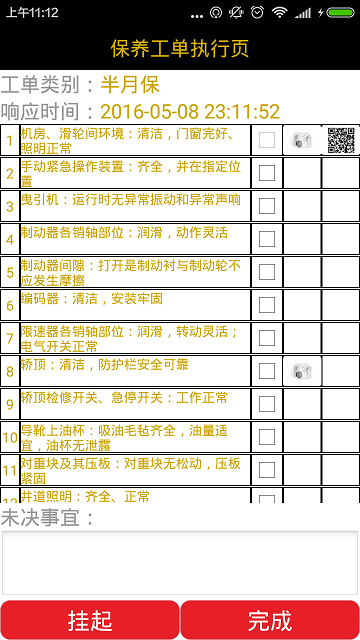 上午11:12
保养工单执行页
工单类别：半月保
响应时间：2016-05-08 23:11:52
1 机房、滑轮间环境：清洁，门窗完好、
照明正常
2 手动紧急操作装置：齐全，并在指定位
置
3 曳引机：运行时无异常振动和异常声响
4 制动器各销轴部位：润滑，动作灵活
5 制动器间隙：打开是制动衬与制动轮不
应发生摩擦
6 编码器：清洁，安装牢固
7 限速器各销轴部位：润滑，转动灵活；
电气开关正常
8 轿顶：清洁，防护栏安全可靠
9 轿顶检修开关、急停开关：工作正常
10 导靴上油杯：吸油毛毡齐全，油量适
宜，油杯无泄露
11 对重块及其压板：对重块无松动，压板
紧固
12 井道照明：齐全、正常
未决事宜：
挂起 完成